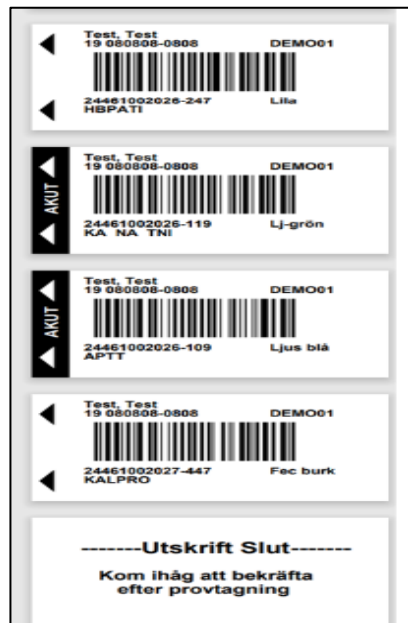 Test, Test
19 080808-0808 DEMO01
24461002026-247 Lila
HBPATI
AKUT
Test, Test
19 080808-0808 DEMO01
24461002026-119 Lj-grön
KA NA TNI
AKUT
Test, Test
19 080808-0808 DEMO01
24461002026-109 Ljus blå
APTT
Test, Test
19 080808-0808 DEMO01
24461002027-447 Fec burk
KALPRO
-------Utskrift Slut-------
Kom ihåg att bekräfta
efter provtagning